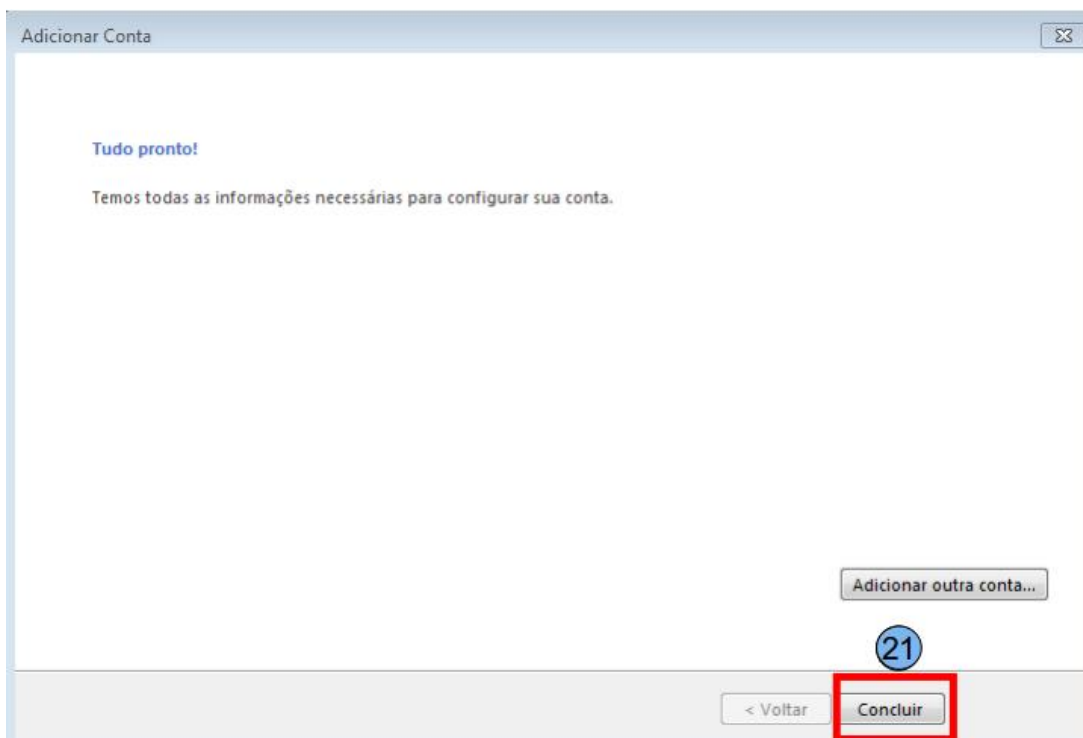 Adicionar Conta
Tudo pronto!
Temos todas as informações necessárias para configurar sua conta.
Adicionar outra conta...
21
< Voltar
Concluir